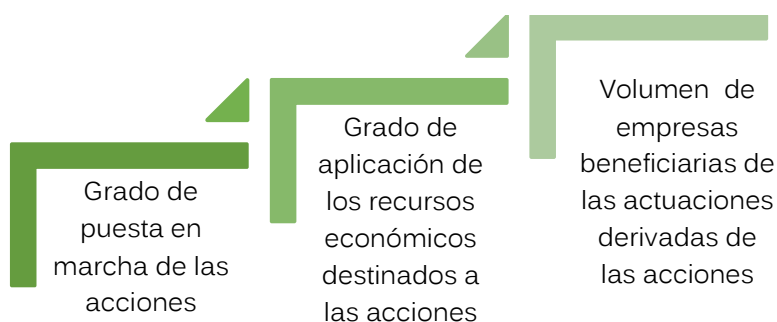 Grado de
puesta en
marcha de las
acciones
Grado de
aplicación de
los recursos
económicos
destinados a
las acciones
Volumen de
empresas
beneficiarias de
las actuaciones
derivadas de
las acciones